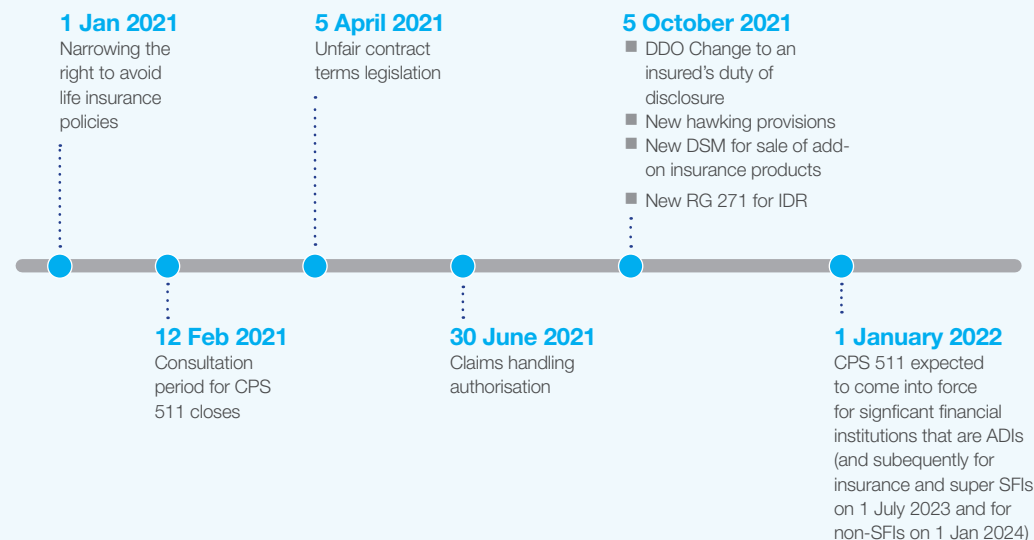 1 Jan 2021
Narrowing the
right to avoid
life insurance
policies
5 April 2021
Unfair contract
terms legislation
5 October 2021
■ DDO Change to an
insured’s duty of
disclosure
■ New hawking provisions
■ New DSM for sale of add-
on insurance products
■ New RG 271 for IDR
12 Feb 2021
Consultation
period for CPS
511 closes
30 June 2021
Claims handling
authorisation
1 January 2022
CPS 511 expected
to come into force
for signficant financial
institutions that are ADIs
(and subequently for
insurance and super SFIs
on 1 July 2023 and for
non-SFIs on 1 Jan 2024)